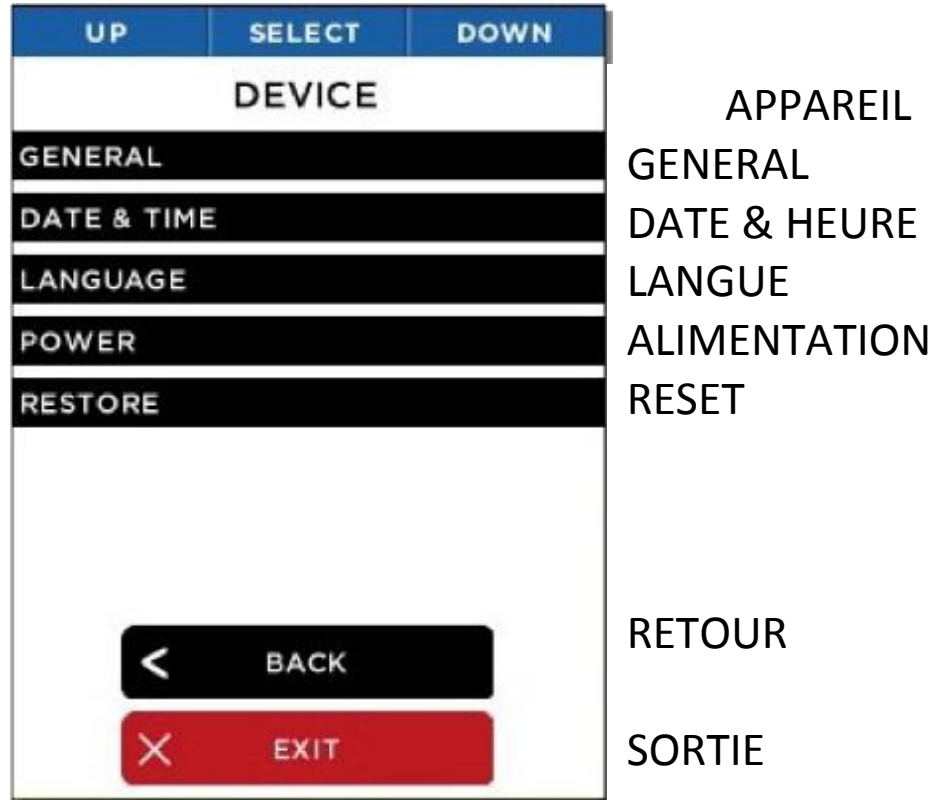 UP SELECT DOWN
DEVICE
APPAREIL
GENERAL
GENERAL
DATE & TIME
DATE & HEURE
LANGUAGE
LANGUE
POWER
ALIMENTATION
RESTORE
RESET
BACK
RETOUR
EXIT
SORTIE